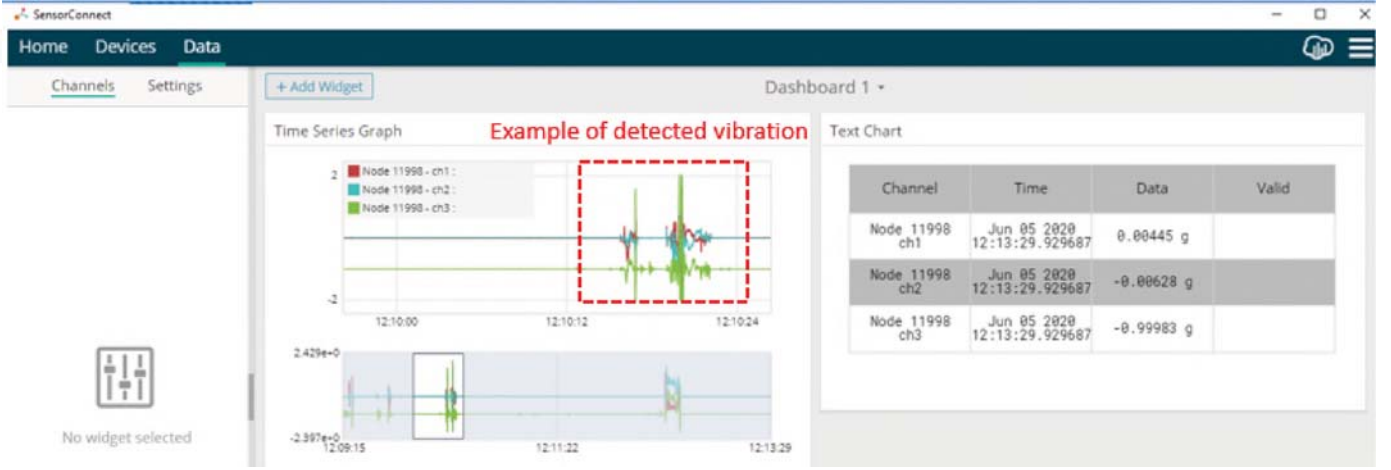 SensorConnect
Home Devices Data
Channels Settings
+ Add Widget
Dashboard 1
Time Series Graph
Example of detected vibration
2
Node 11998 - ch1 :
Node 11998 - ch2 :
Node 11998 - ch3 :
-2
12:10:00 12:10:12 12:10:24
2.429e+0
-2.397e+0
12:09:15 12:11:22 12:13:29
No widget selected
Text Chart
Channel Time Data Valid
Node 11998 ch1 Jun 05 2020 12:13:29.929687 0.00445 g
Node 11998 ch2 Jun 05 2020 12:13:29.929687 -0.00628 g
Node 11998 ch3 Jun 05 2020 12:13:29.929687 -0.99983 g